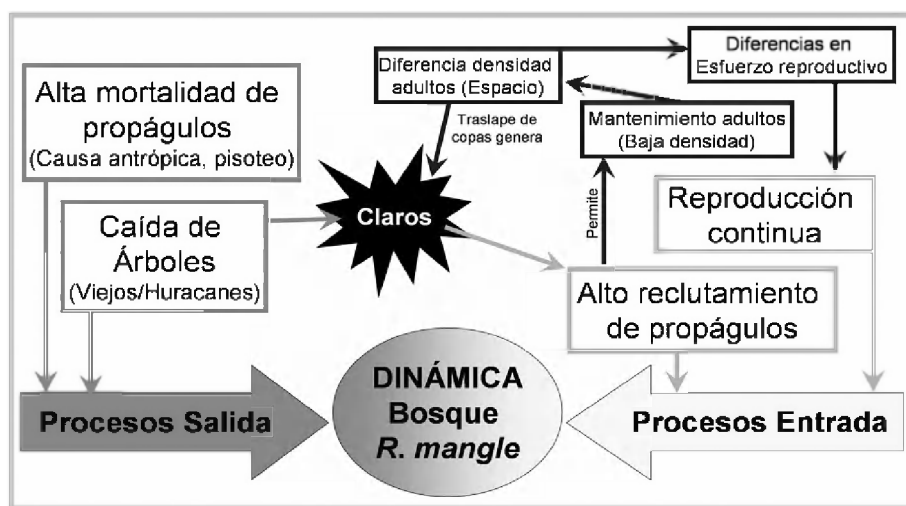 Alta mortalidad de
propágulos
(Causa antrópica, pisoteo)
Caída de
Árboles
(Viejos/Huracanes)
Diferencia densidad
adultos (Espacio)
Diferencias en
Esfuerzo reproductivo
Traslape de
copas genera
Mantenimiento adultos
(Baja densidad)
Claros
Permite
Reproducción
continua
Alto reclutamiento
de propágulos
Procesos Salida
DINÁMICA
Bosque
R. mangle
Procesos Entrada